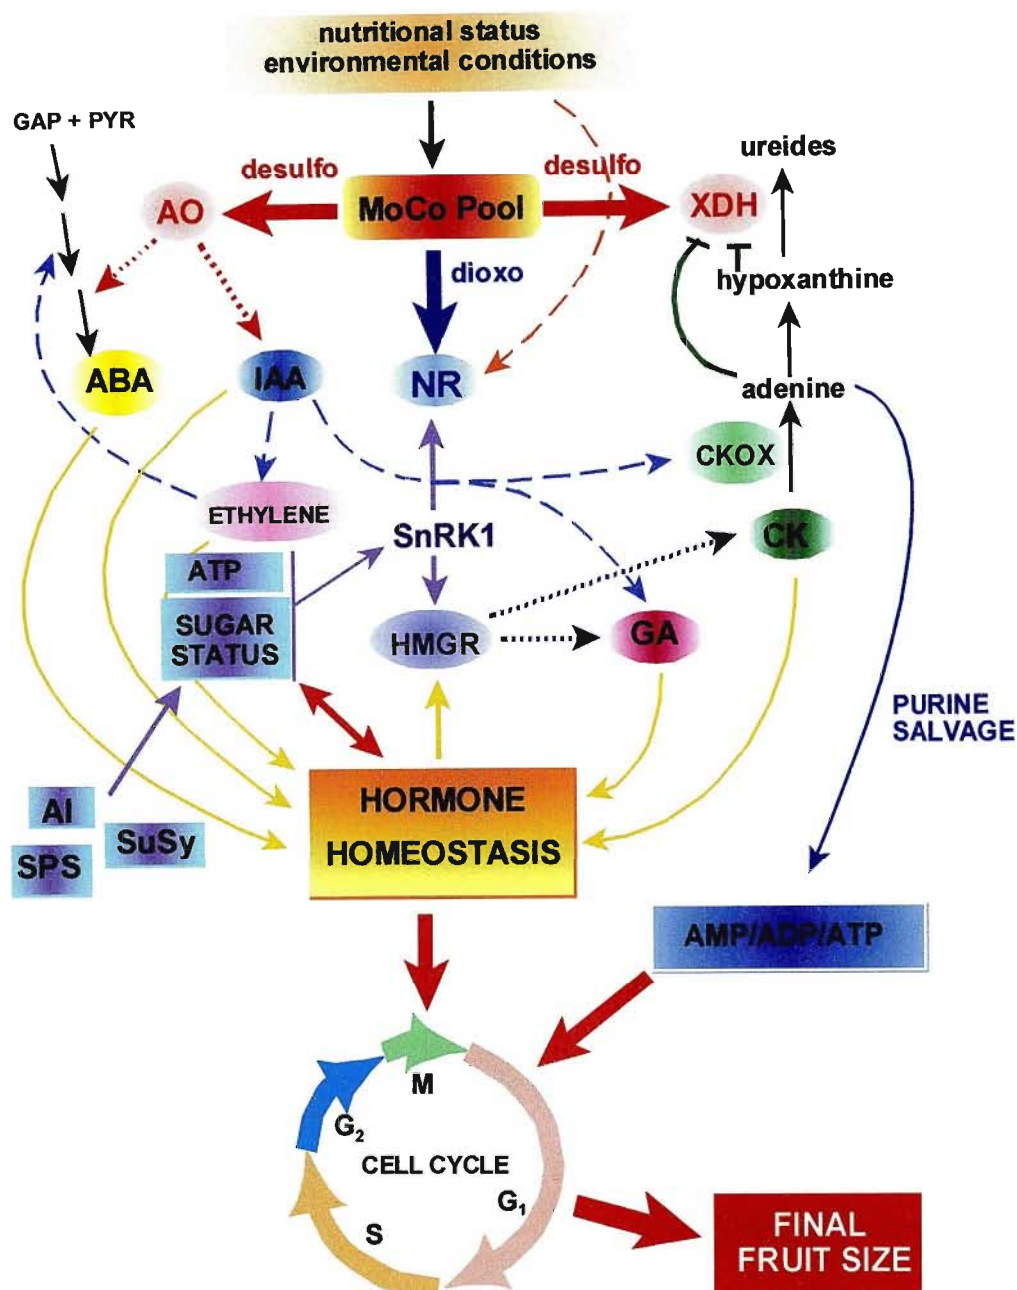 nutritional status
environmental conditions
GAP + PYR
ureides
desulfo
desulfo
AO
MoCo Pool
XDH
dioxo
hypoxanthine
ABA
IAA
NR
adenine
CKOX
ETHYLENE
SnRK1
CK
ATP
SUGAR
STATUS
HMGR
GA
PURINE
SALVAGE
AI
SuSy
SPS
HORMONE
HOMEOSTASIS
AMP/ADP/ATP
M
G₂
CELL CYCLE
G₁
S
FINAL
FRUIT SIZE